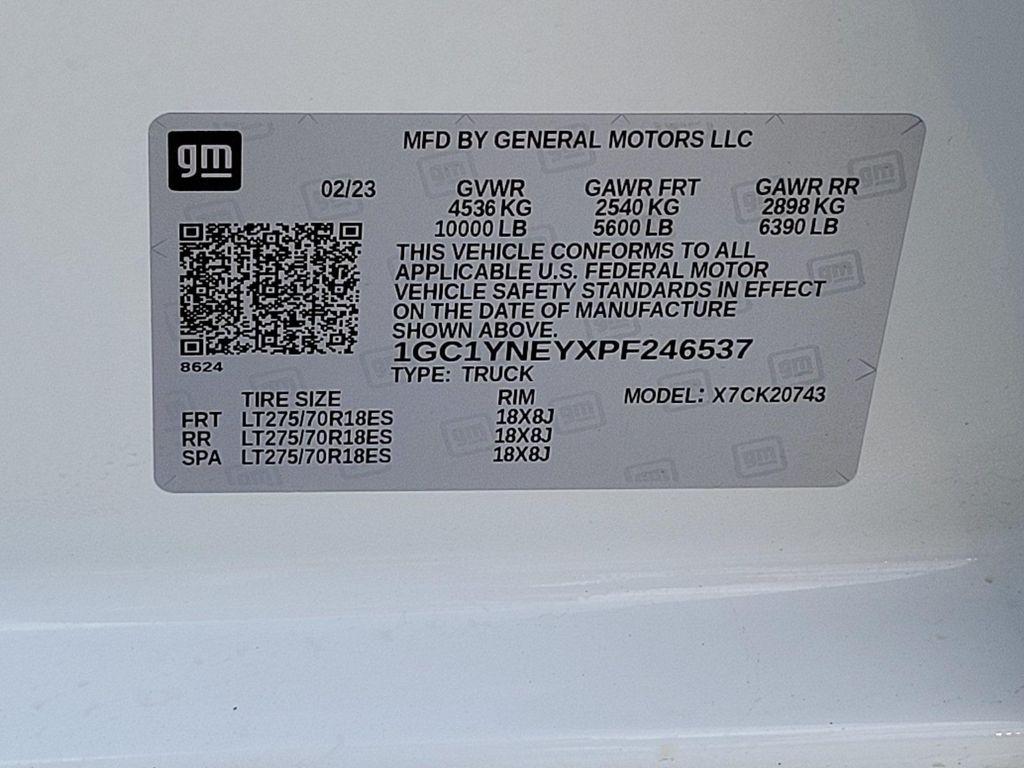 gm
MFD BY GENERAL MOTORS LLC
02/23 GVWR GAWR FRT GAWR RR
4536 KG 2540 KG 2898 KG
10000 LB 5600 LB 6390 LB
THIS VEHICLE CONFORMS TO ALL
APPLICABLE U.S. FEDERAL MOTOR
VEHICLE SAFETY STANDARDS IN EFFECT
ON THE DATE OF MANUFACTURE
SHOWN ABOVE.
1GC1YNEYXPF246537
8624
TYPE: TRUCK
TIRE SIZE RIM MODEL: X7CK20743
FRT LT275/70R18ES 18X8J
RR LT275/70R18ES 18X8J
SPA LT275/70R18ES 18X8J